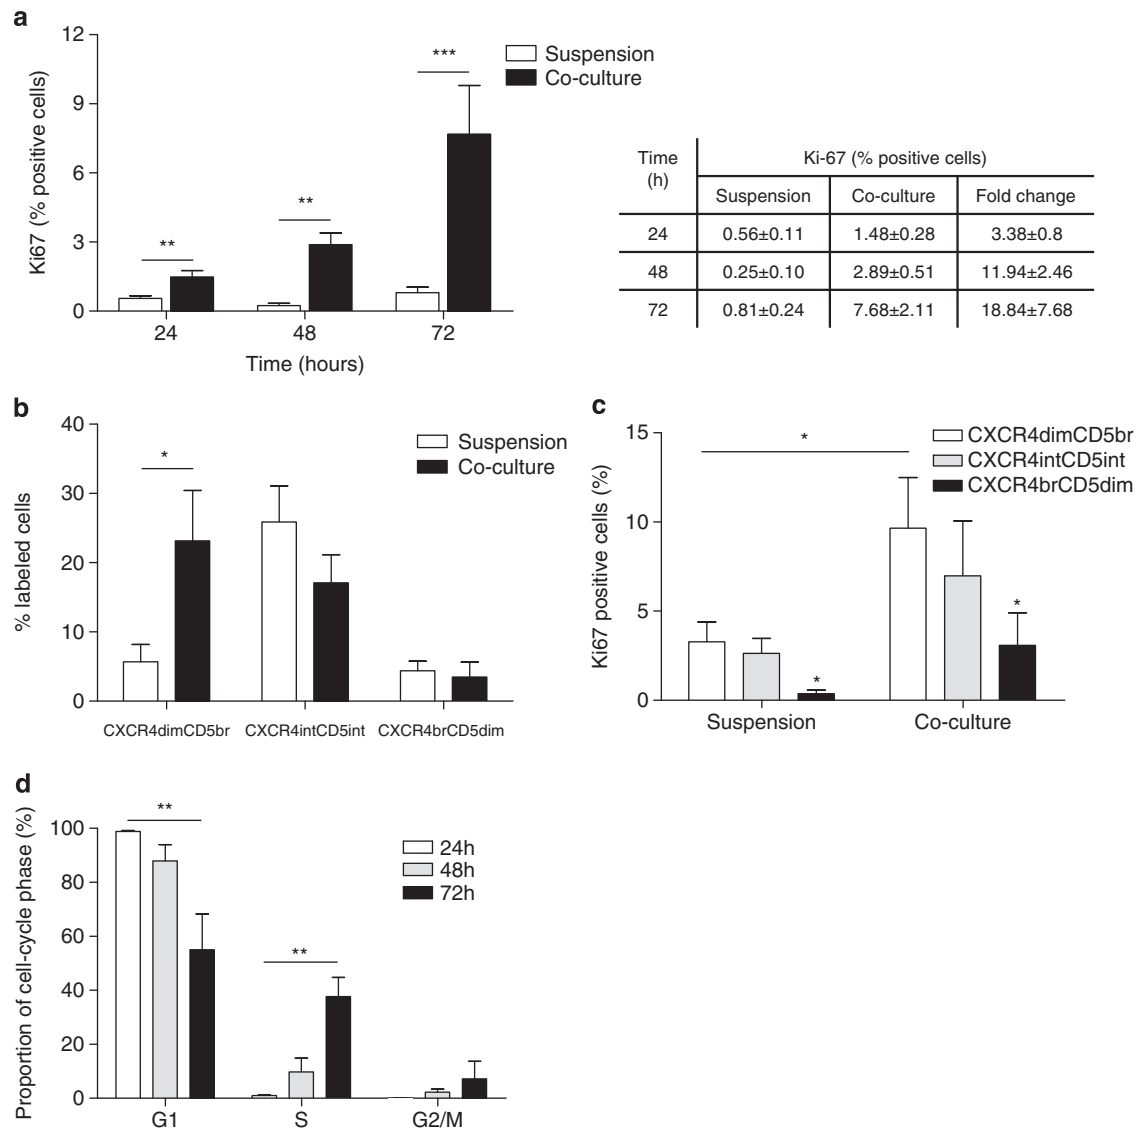 a
12
9
6
3
0
Ki67 (% positive cells)
**
**
***
24
48
72
Time (hours)
Suspension
Co-culture
Time (h)
Ki-67 (% positive cells)
Suspension Co-culture Fold change
24 0.56±0.11 1.48±0.28 3.38±0.8
48 0.25±0.10 2.89±0.51 11.94±2.46
72 0.81±0.24 7.68±2.11 18.84±7.68
b
40
30
20
10
0
% labeled cells
*
CXCR4dimCD5br CXCR4intCD5int CXCR4brCD5dim
Suspension
Co-culture
c
15
10
5
0
Ki67 positive cells (%)
*
*
*
Suspension
Co-culture
CXCR4dimCD5br
CXCR4intCD5int
CXCR4brCD5dim
d
100
80
60
40
20
0
Proportion of cell-cycle phase (%)
**
**
G1
S
G2/M
24h
48h
72h